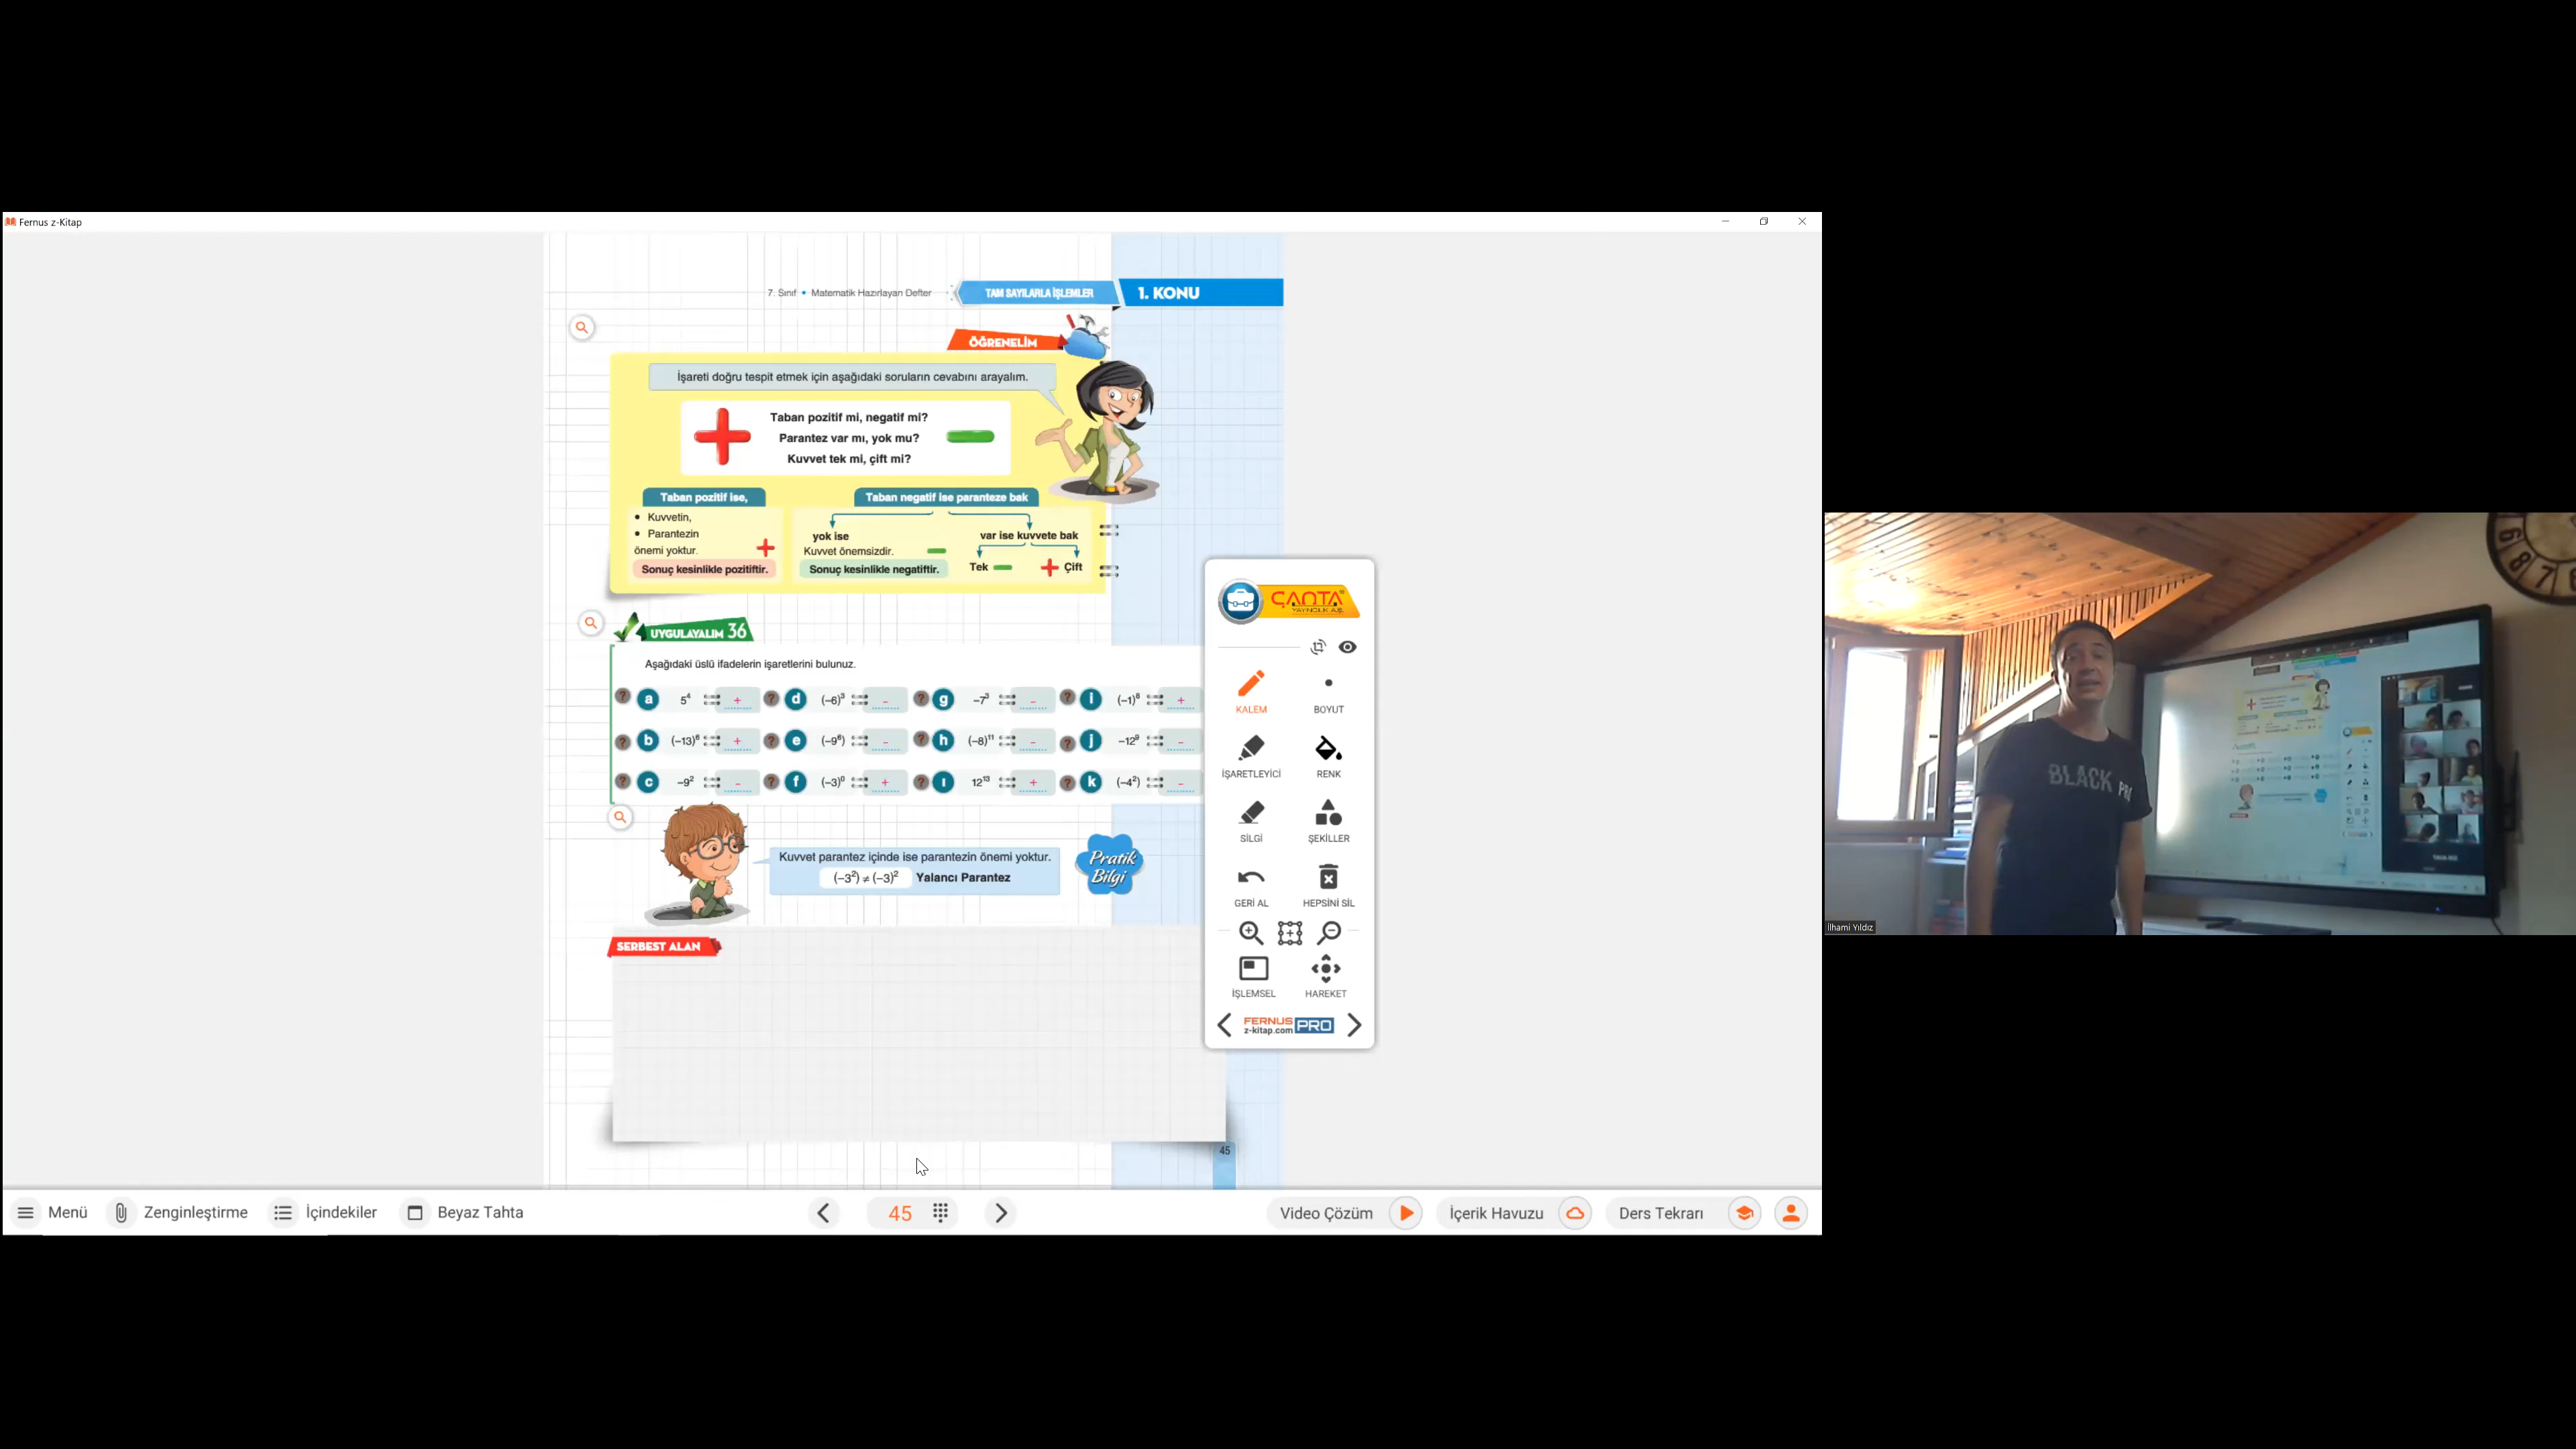 Fernus z-Kitap
7. Sınıf • Matematik Hazırlayan Defter
TAM SAYILARLA İŞLEMLER
1. KONU
ÖĞRENELİM
İşareti doğru tespit etmek için aşağıdaki soruların cevabını arayalım.
Taban pozitif mi, negatif mi?
Parantez var mı, yok mu?
Kuvvet tek mi, çift mi?
Taban pozitif ise,
• Kuvvetin,
• Parantezin
önemi yoktur.
Sonuç kesinlikle pozitiftir.
Taban negatif ise paranteze bak
yok ise
Kuvvet önemsizdir.
Sonuç kesinlikle negatiftir.
var ise kuvvete bak
Tek
Çift
UYGULAYALIM 36
Aşağıdaki üslü ifadelerin işaretlerini bulunuz.
? a 5⁴ + ? d (–6)³ - ? g –7³ - ? i (–1)⁸ +
? b (–13)⁶ + ? e (–9⁶) - ? h (–8)¹¹ - ? j –12⁹ -
? c –9² - ? f (–3)⁰ + ? ı 12¹³ + ? k (–4²) -
Kuvvet parantez içinde ise parantezin önemi yoktur.
(–3²) ≠ (–3)² Yalancı Parantez
Pratik
Bilgi
SERBEST ALAN
45
ÇANTA
YAYINCILIK A.Ş.
KALEM
BOYUT
İŞARETLEYİCİ
RENK
SİLGİ
ŞEKİLLER
GERİ AL
HEPSİNİ SİL
İŞLEMSEL
HAREKET
FERNUS
z-kitap.com PRO
Menü
Zenginleştirme
İçindekiler
Beyaz Tahta
45
Video Çözüm
İçerik Havuzu
Ders Tekrarı
BLACK
İlhami Yıldız